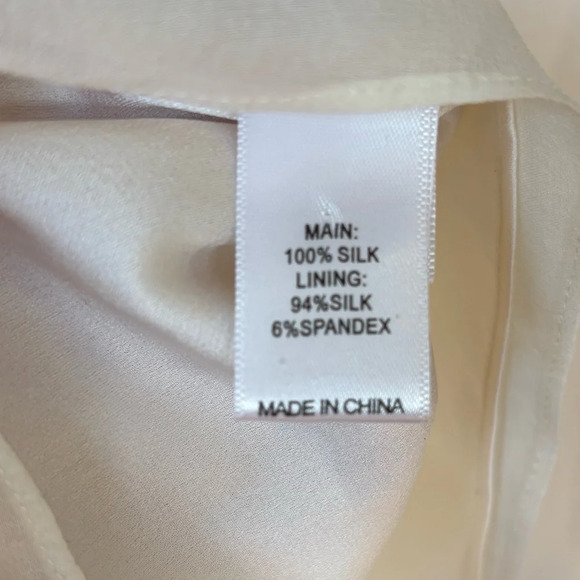 MAIN:
100% SILK
LINING:
94%SILK
6%SPANDEX
MADE IN CHINA